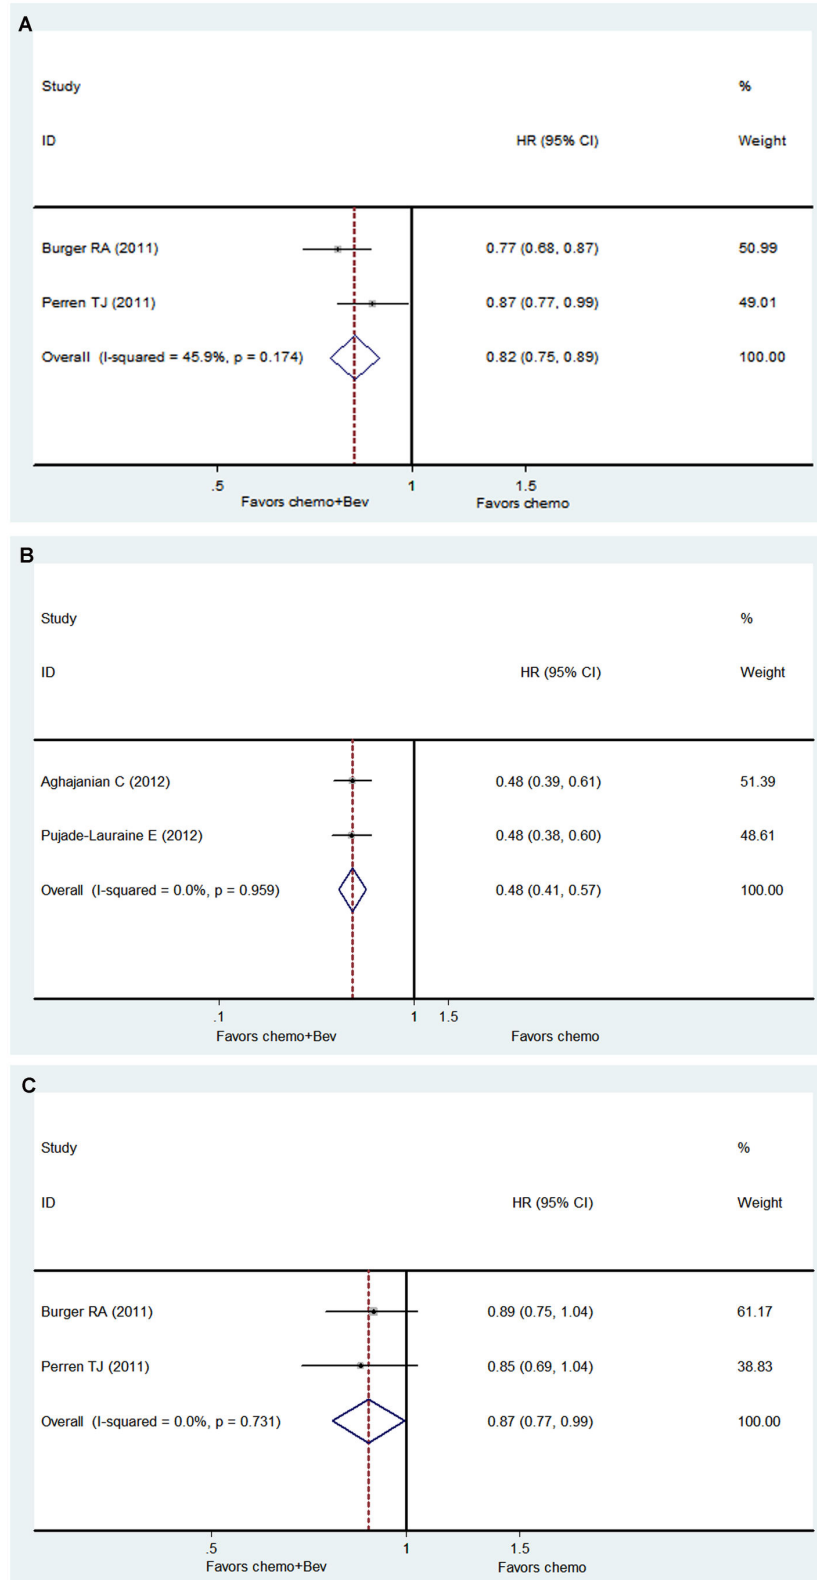 A
Study %
ID HR (95% CI) Weight
Burger RA (2011) 0.77 (0.68, 0.87) 50.99
Perren TJ (2011) 0.87 (0.77, 0.99) 49.01
Overall (I-squared = 45.9%, p = 0.174) 0.82 (0.75, 0.89) 100.00
.5 1 1.5
Favors chemo+Bev Favors chemo
B
Study %
ID HR (95% CI) Weight
Aghajanian C (2012) 0.48 (0.39, 0.61) 51.39
Pujade-Lauraine E (2012) 0.48 (0.38, 0.60) 48.61
Overall (I-squared = 0.0%, p = 0.959) 0.48 (0.41, 0.57) 100.00
.1 1 1.5
Favors chemo+Bev Favors chemo
C
Study %
ID HR (95% CI) Weight
Burger RA (2011) 0.89 (0.75, 1.04) 61.17
Perren TJ (2011) 0.85 (0.69, 1.04) 38.83
Overall (I-squared = 0.0%, p = 0.731) 0.87 (0.77, 0.99) 100.00
.5 1 1.5
Favors chemo+Bev Favors chemo